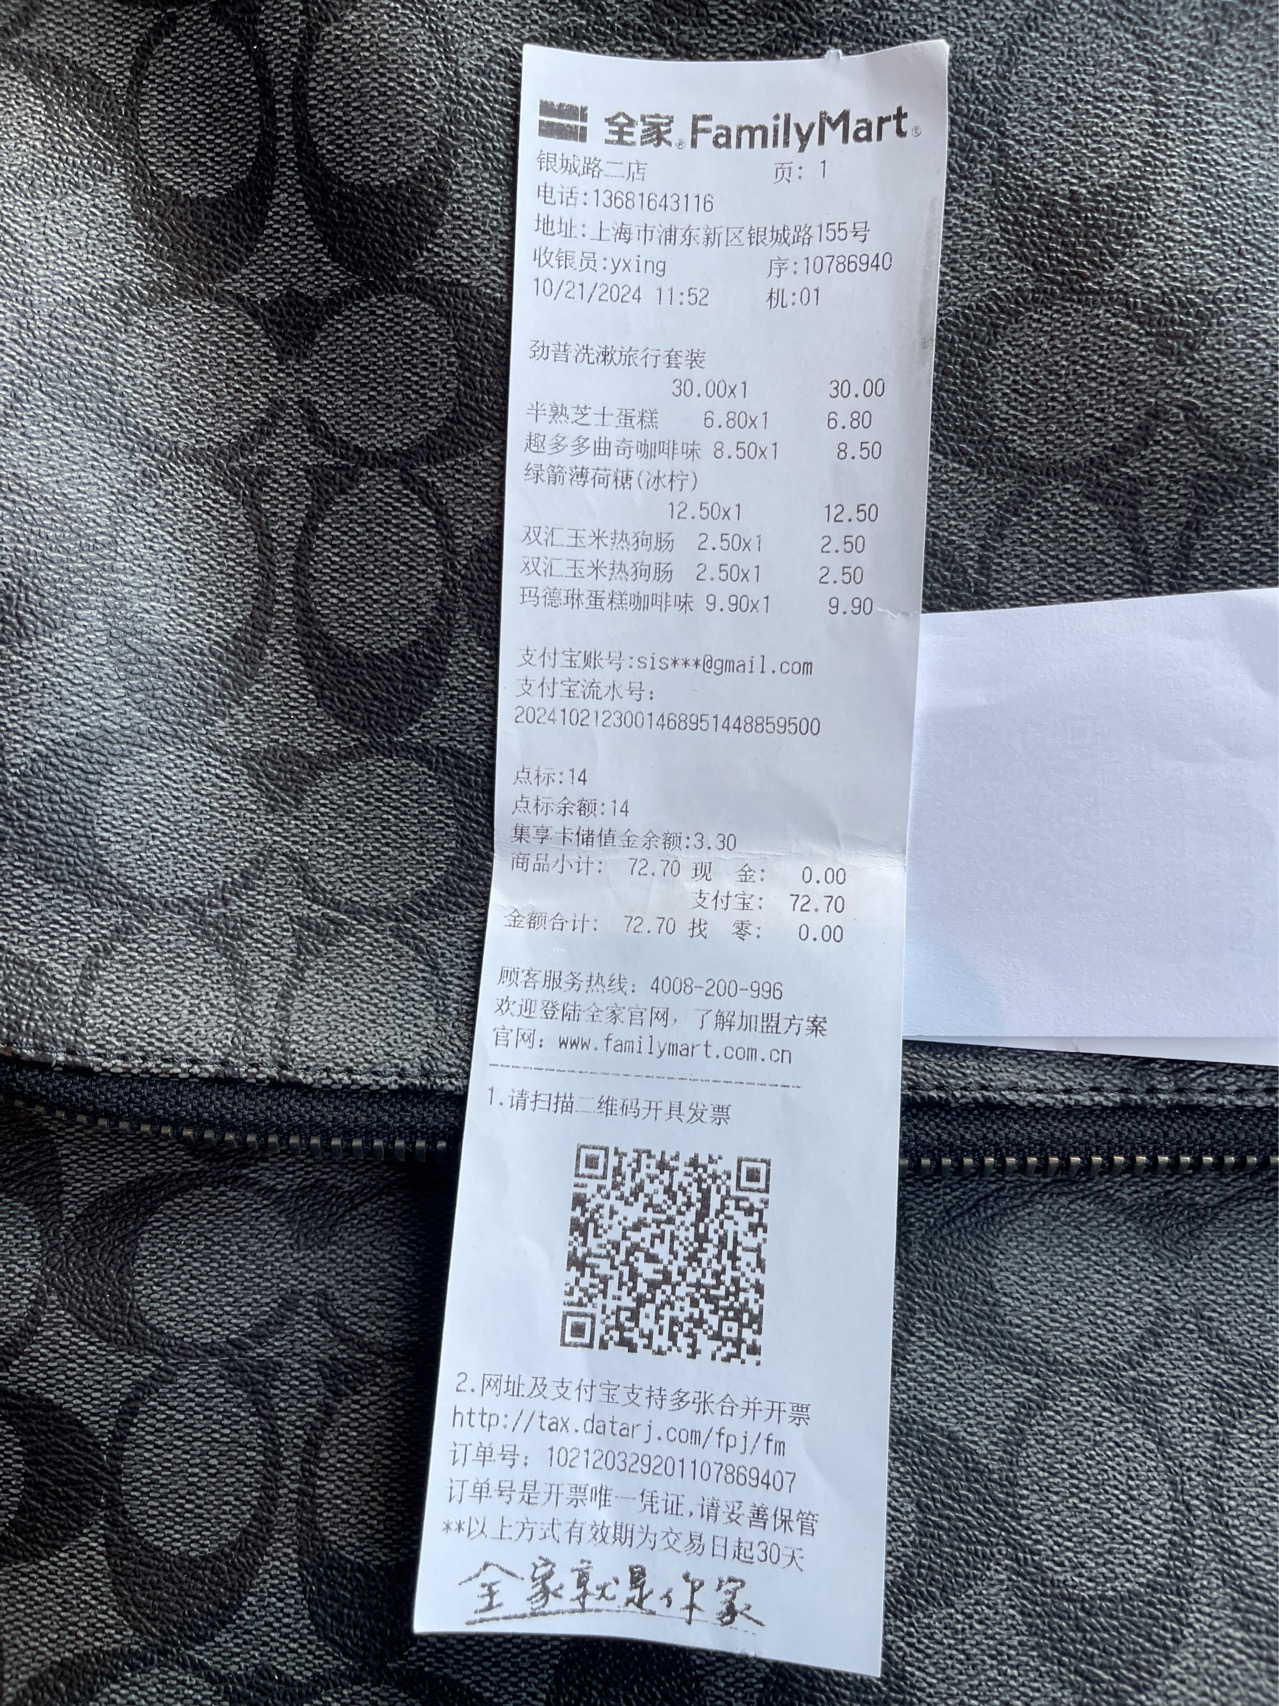 全家® FamilyMart®
银城路二店 页: 1
电话:13681643116
地址:上海市浦东新区银城路155号
收银员:yxing 序:10786940
10/21/2024 11:52 机:01
劲普洗漱旅行套装
30.00x1 30.00
半熟芝士蛋糕 6.80x1 6.80
趣多多曲奇咖啡味 8.50x1 8.50
绿箭薄荷糖(冰柠)
12.50x1 12.50
双汇玉米热狗肠 2.50x1 2.50
双汇玉米热狗肠 2.50x1 2.50
玛德琳蛋糕咖啡味 9.90x1 9.90
支付宝账号:sis***@gmail.com
支付宝流水号:
2024102123001468951448859500
点标:14
点标余额:14
集享卡储值金余额:3.30
商品小计: 72.70 现 金: 0.00
支付宝: 72.70
金额合计: 72.70 找 零: 0.00
顾客服务热线: 4008-200-996
欢迎登陆全家官网，了解加盟方案
官网: www.familymart.com.cn
1.请扫描二维码开具发票
2.网址及支付宝支持多张合并开票
http://tax.datarj.com/fpj/fm
订单号: 102120329201107869407
订单号是开票唯一凭证,请妥善保管
**以上方式有效期为交易日起30天
全家就是你家